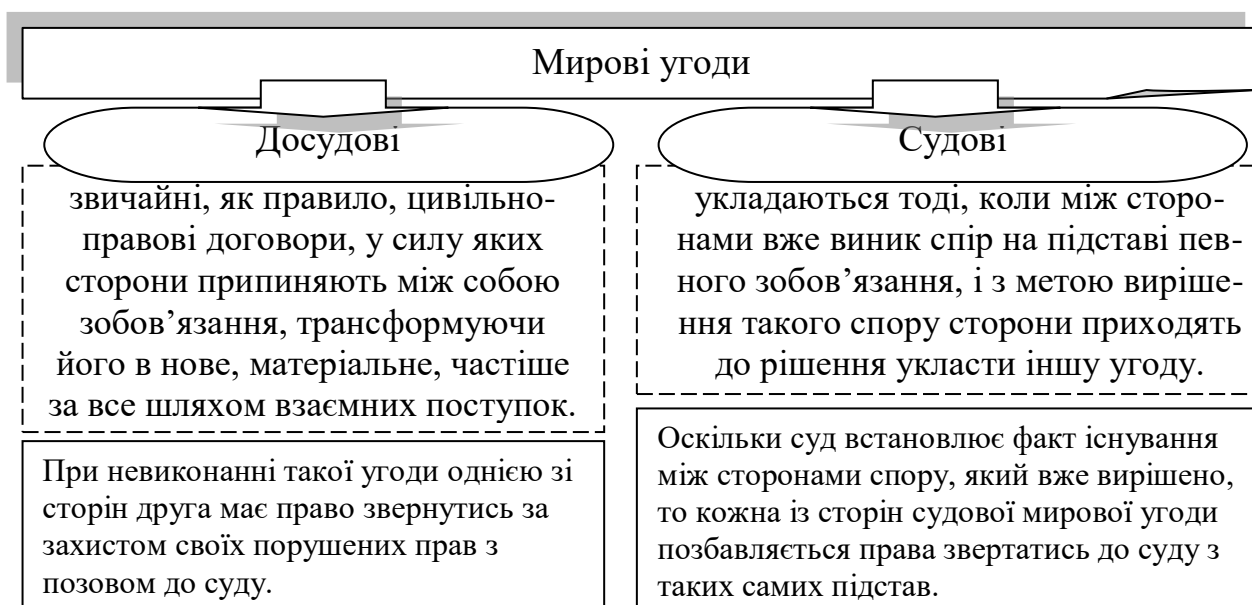 Мирові угоди
Досудові
звичайні, як правило, цивільно-
правові договори, у силу яких
сторони припиняють між собою
зобов’язання, трансформуючи
його в нове, матеріальне, частіше
за все шляхом взаємних поступок.
При невиконанні такої угоди однією зі
сторін друга має право звернутись за
захистом своїх порушених прав з
позовом до суду.
Судові
укладаються тоді, коли між сторо-
нами вже виник спір на підставі пев-
ного зобов’язання, і з метою виріше-
ння такого спору сторони приходять
до рішення укласти іншу угоду.
Оскільки суд встановлює факт існування
між сторонами спору, який вже вирішено,
то кожна із сторін судової мирової угоди
позбавляється права звертатись до суду з
таких самих підстав.